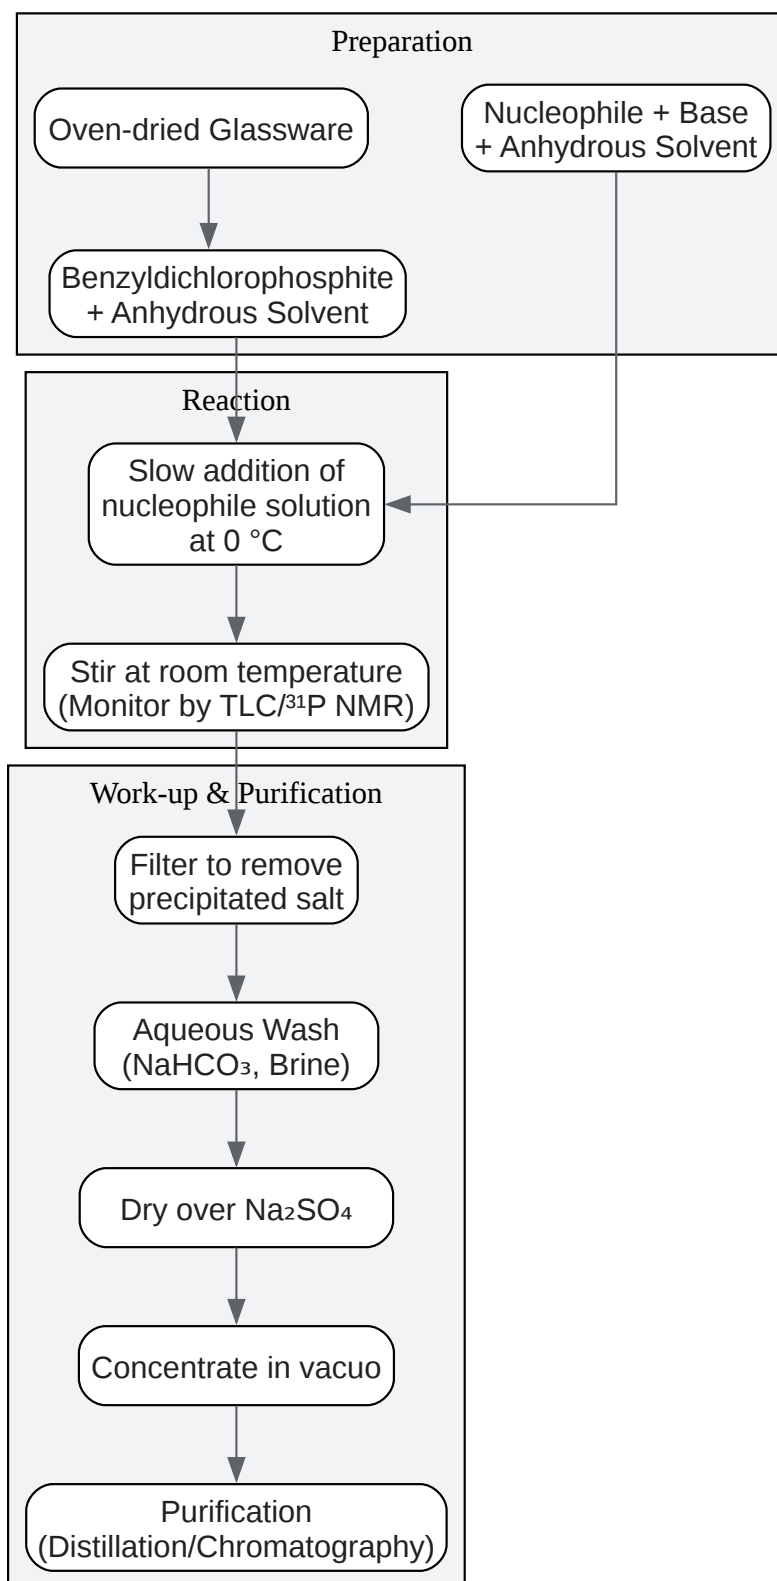 Preparation
Oven-dried Glassware
Nucleophile + Base
+ Anhydrous Solvent
Benzyldichlorophosphite
+ Anhydrous Solvent
Reaction
Slow addition of
nucleophile solution
at 0 °C
Stir at room temperature
(Monitor by TLC/³¹P NMR)
Work-up & Purification
Filter to remove
precipitated salt
Aqueous Wash
(NaHCO₃, Brine)
Dry over Na₂SO₄
Concentrate in vacuo
Purification
(Distillation/Chromatography)